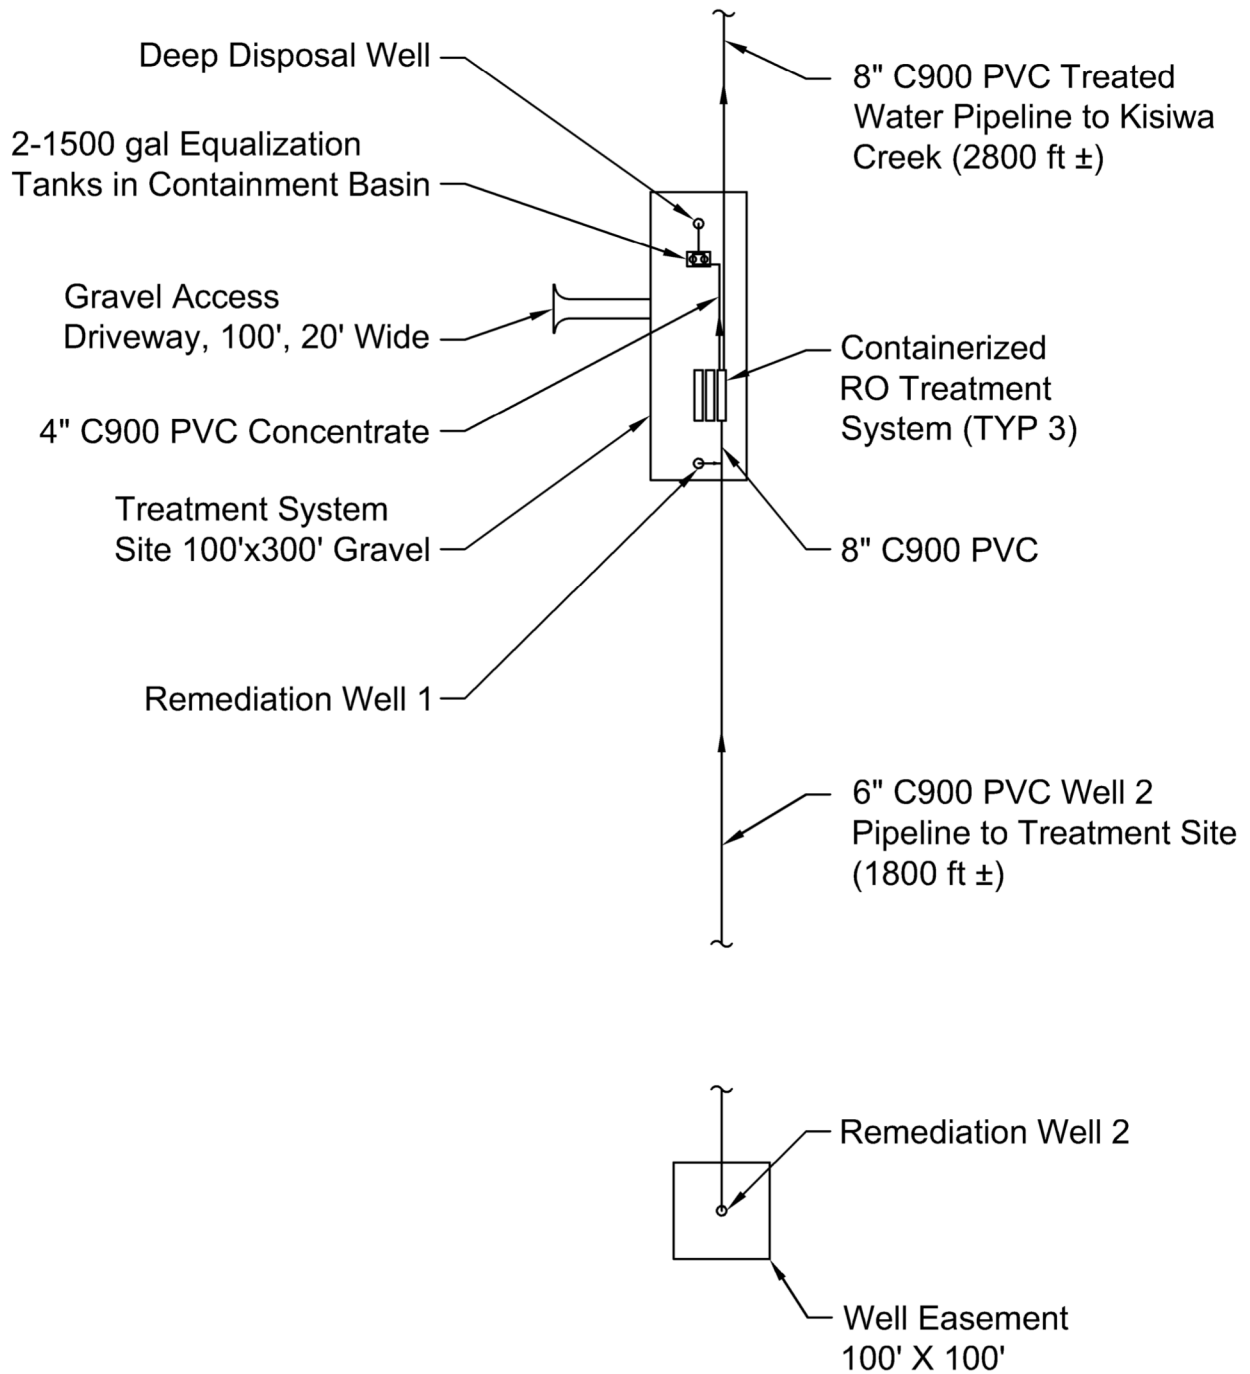 Deep Disposal Well
8" C900 PVC Treated
Water Pipeline to Kisiwa
Creek (2800 ft ±)
2-1500 gal Equalization
Tanks in Containment Basin
Gravel Access
Driveway, 100', 20' Wide
Containerized
RO Treatment
System (TYP 3)
4" C900 PVC Concentrate
Treatment System
Site 100'x300' Gravel
8" C900 PVC
Remediation Well 1
6" C900 PVC Well 2
Pipeline to Treatment Site
(1800 ft ±)
Remediation Well 2
Well Easement
100' X 100'